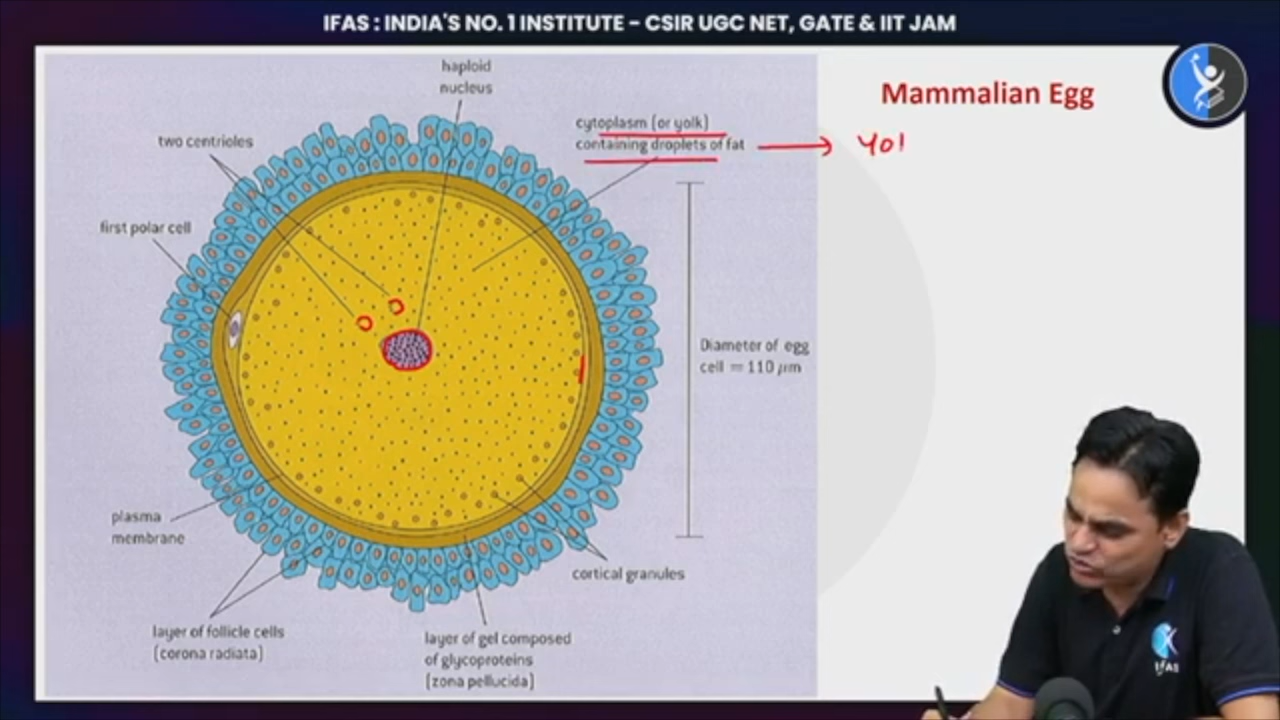 IFAS : INDIA'S NO. 1 INSTITUTE - CSIR UGC NET, GATE & IIT JAM
Mammalian Egg
haploid
nucleus
cytoplasm (or yolk)
containing droplets of fat
Yol
two centrioles
first polar cell
Diameter of egg
cell = 110 μm
plasma
membrane
cortical granules
layer of follicle cells
(corona radiata)
layer of gel composed
of glycoproteins
(zona pellucida)
IFAS